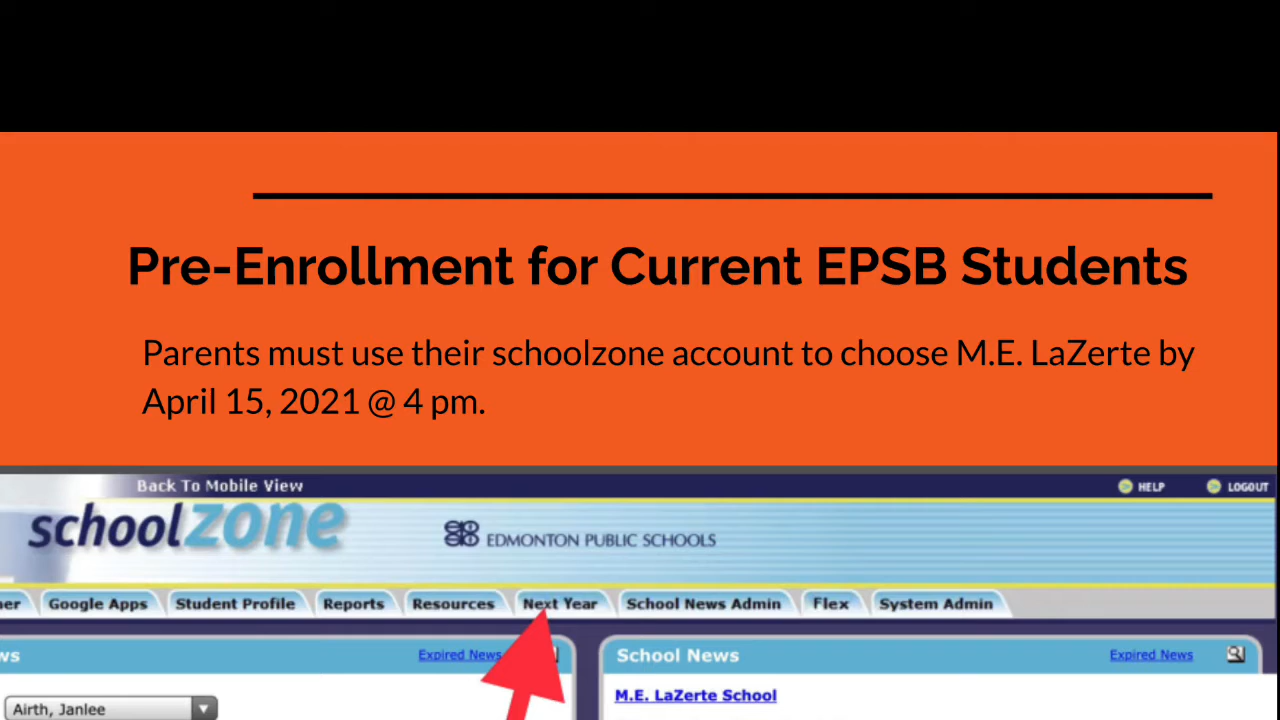 Pre-Enrollment for Current EPSB Students
Parents must use their schoolzone account to choose M.E. LaZerte by
April 15, 2021 @ 4 pm.
Back To Mobile View HELP LOGOUT
schoolzone EDMONTON PUBLIC SCHOOLS
Google Apps Student Profile Reports Resources Next Year School News Admin Flex System Admin
Expired News School News Expired News
M.E. LaZerte School
Airth, Janlee